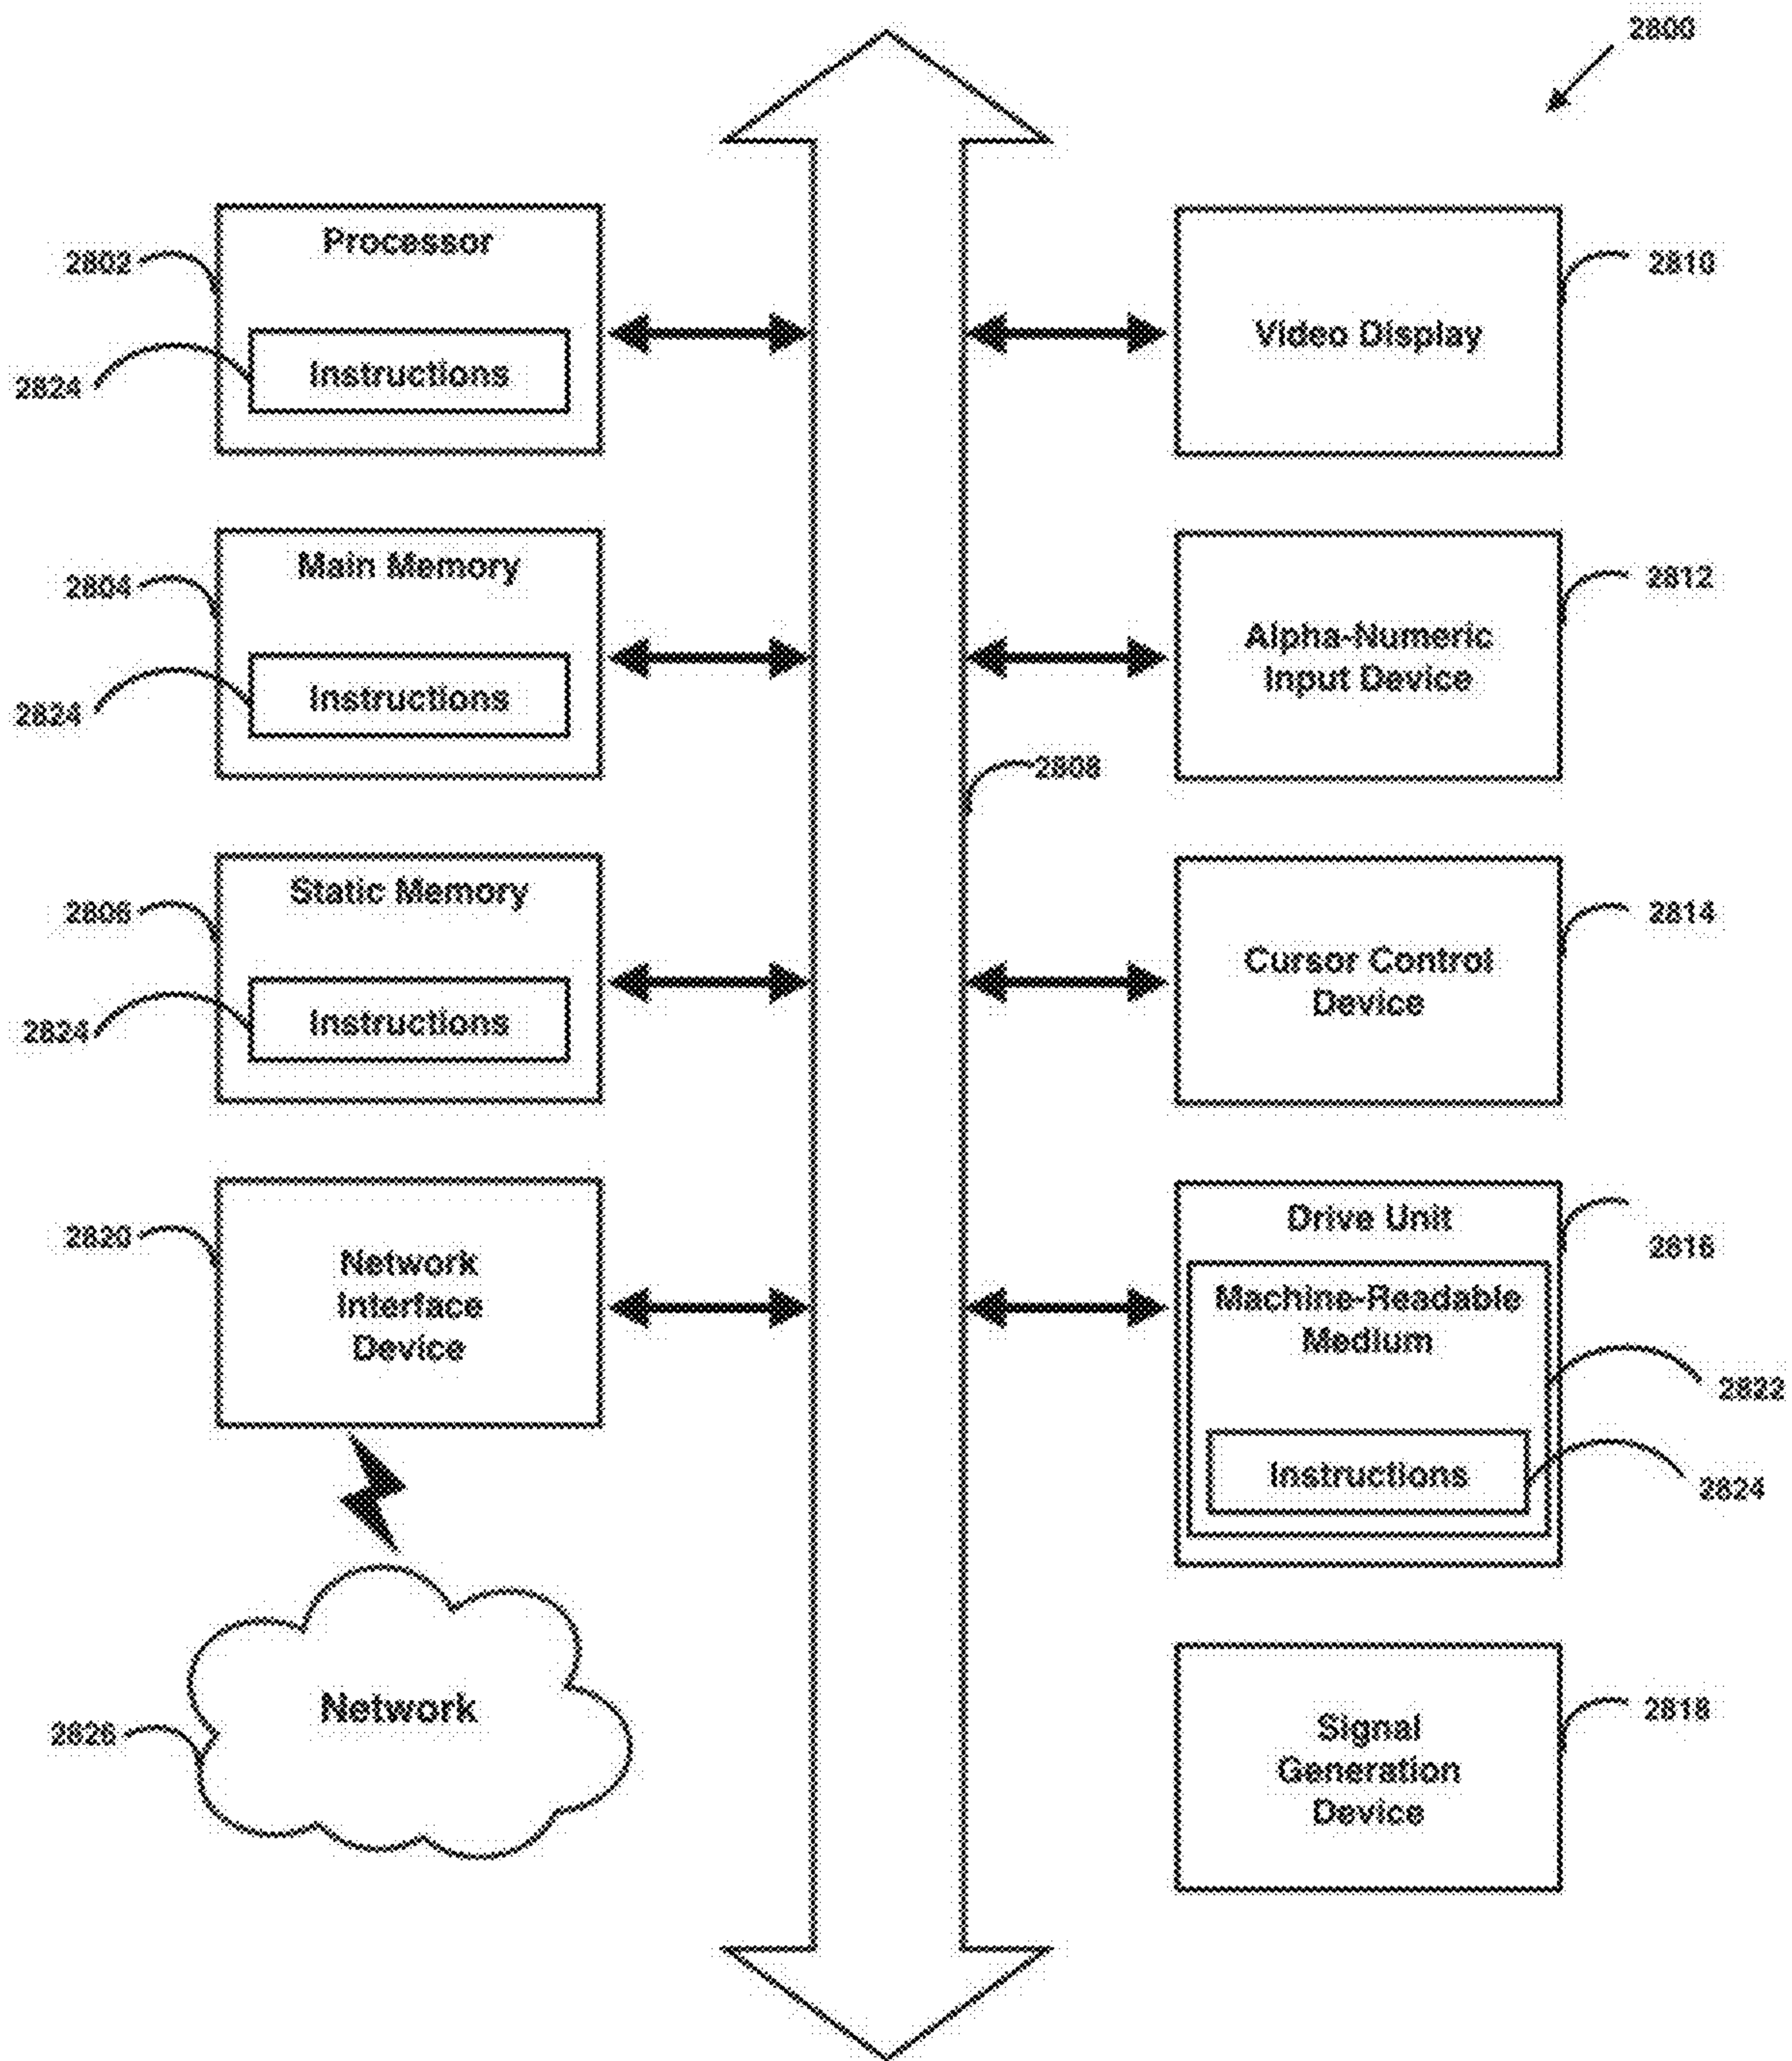 2800
Processor
2802
Instructions
2824
Video Display
2810
Main Memory
2804
Instructions
2824
Alpha-Numeric
Input Device
2812
2808
Static Memory
2806
Instructions
2824
Cursor Control
Device
2814
Network
Interface
Device
2820
Drive Unit
2816
Machine-Readable
Medium
2822
Instructions
2824
Network
2826
Signal
Generation
Device
2818